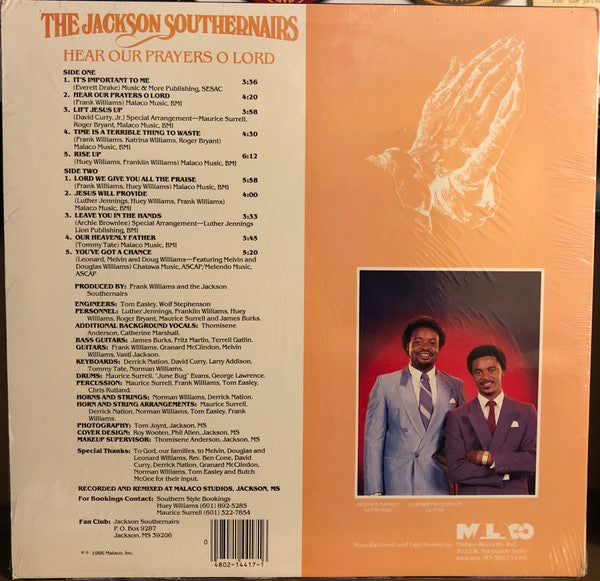 THE JACKSON SOUTHERNAIRS
HEAR OUR PRAYERS O LORD
SIDE ONE
1. IT'S IMPORTANT TO ME 3:36
(Everett Drake) Music & More Publishing, SESAC
2. HEAR OUR PRAYERS O LORD 4:20
(Frank Williams) Malaco Music, BMI
3. LIFT JESUS UP 3:58
(David Curry, Jr.) Special Arrangement—Maurice Surrell,
Roger Bryant, Malaco Music, BMI
4. TIME IS A TERRIBLE THING TO WASTE 4:30
(Frank Williams, Katrina Williams, Roger Bryant)
Malaco Music, BMI
5. RISE UP 6:12
(Huey Williams, Franklin Williams) Malaco Music, BMI
SIDE TWO
1. LORD WE GIVE YOU ALL THE PRAISE 5:58
(Frank Williams, Huey Williams) Malaco Music, BMI
2. JESUS WILL PROVIDE 4:00
(Luther Jennings, Huey Williams, Frank Williams)
Malaco Music, BMI
3. LEAVE YOU IN THE HANDS 3:33
(Archie Brownlee) Special Arrangement—Luther Jennings
Lion Publishing, BMI
4. OUR HEAVENLY FATHER 3:45
(Tommy Tate) Malaco Music, BMI
5. YOU'VE GOT A CHANCE 5:20
(Leonard, Melvin and Doug Williams—Featuring Melvin and
Douglas Williams) Chatawa Music, ASCAP/Melendo Music,
ASCAP
PRODUCED BY: Frank Williams and the Jackson
Southernairs
ENGINEERS: Tom Easley, Wolf Stephenson
PERSONNEL: Luther Jennings, Franklin Williams, Huey
Williams, Roger Bryant, Maurice Surrell and James Burks.
ADDITIONAL BACKGROUND VOCALS: Thomisene
Anderson, Catherine Marshall.
BASS GUITARS: James Burks, Fritz Martin, Terrell Gatlin.
GUITARS: Frank Williams, Granard McClindon, Melvin
Williams, Vasti Jackson.
KEYBOARDS: Derrick Nation, David Curry, Larry Addison,
Tommy Tate, Norman Williams.
DRUMS: Maurice Surrell, "June Bug" Evans, George Lawrence.
PERCUSSION: Maurice Surrell, Frank Williams, Tom Easley,
Chris Rutland.
HORNS AND STRINGS: Norman Williams, Derrick Nation.
HORN AND STRING ARRANGEMENTS: Maurice Surrell,
Derrick Nation, Norman Williams, Tom Easley, Frank
Williams.
PHOTOGRAPHY: Tom Joynt, Jackson, MS
COVER DESIGN: Roy Wooten, Phil Allen, Jackson, MS
MAKEUP SUPERVISOR: Thomisene Anderson, Jackson, MS
Special Thanks: To God, our families, to Melvin, Douglas and
Leonard Williams, Rev. Ben Cone, David
Curry, Derrick Nation, Granard McClindon,
Norman Williams, Tom Easley and Butch
McGee for their input.
RECORDED AND REMIXED AT MALACO STUDIOS, JACKSON, MS
For Bookings Contact: Southern Style Bookings
Huey Williams (601) 892-5283
Maurice Surrell (601) 322-7854
Fan Club: Jackson Southernairs
P. O. Box 9287
Jackson, MS 39206
℗ © 1986 Malaco, Inc.
0
4802-14417-1
DERRICK NATION
KEYBOARD
GRANARD McCLINDON
GUITAR
MALACO
Manufactured and Distributed by: Malaco Records, Inc.
3023 W. Northside Drive
Jackson, MS 39213 USA